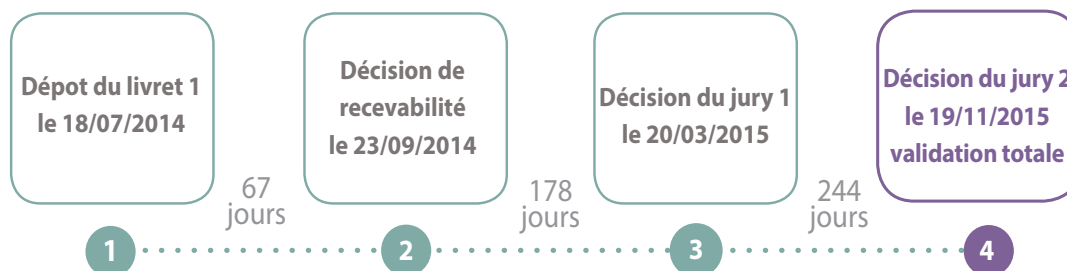 Dépot du livret 1
le 18/07/2014
Décision de
recevabilité
le 23/09/2014
Décision du jury 1
le 20/03/2015
Décision du jury 2
le 19/11/2015
validation totale
67
jours
178
jours
244
jours
1
2
3
4